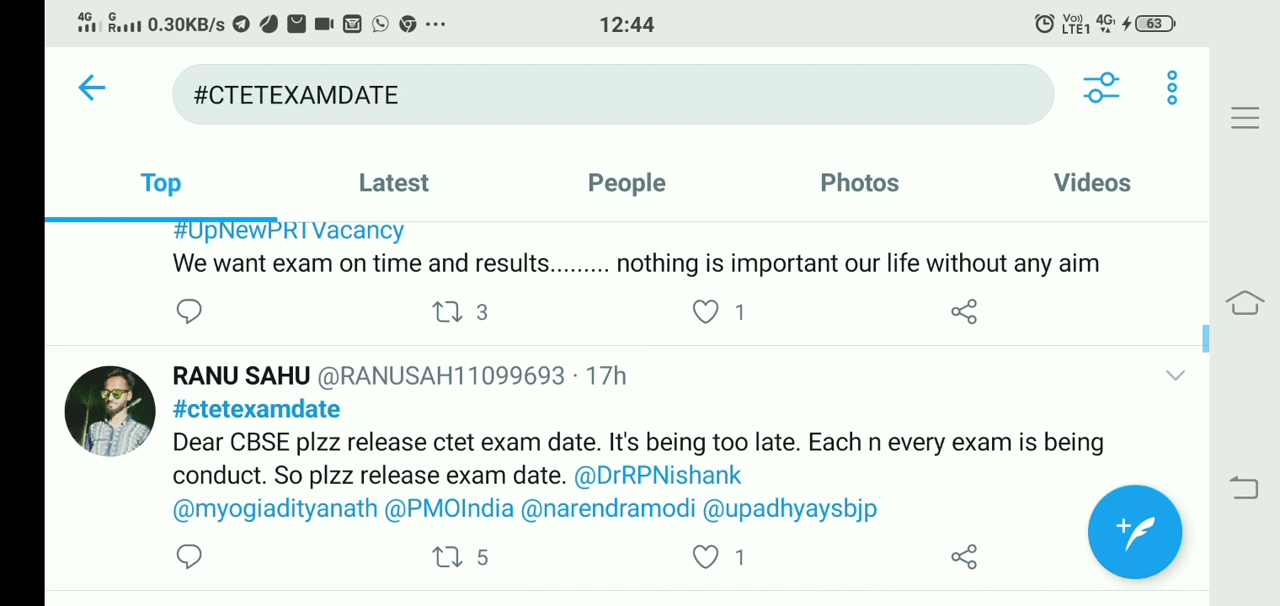 4G G R 0.30KB/s ... 12:44 Vo)) LTE1 4G 63
#CTETEXAMDATE
Top Latest People Photos Videos
#UpNewPRTVacancy
We want exam on time and results......... nothing is important our life without any aim
3 1
RANU SAHU @RANUSAH11099693 · 17h
#ctetexamdate
Dear CBSE plzz release ctet exam date. It's being too late. Each n every exam is being
conduct. So plzz release exam date. @DrRPNishank
@myogiadityanath @PMOIndia @narendramodi @upadhyaysbjp
5 1